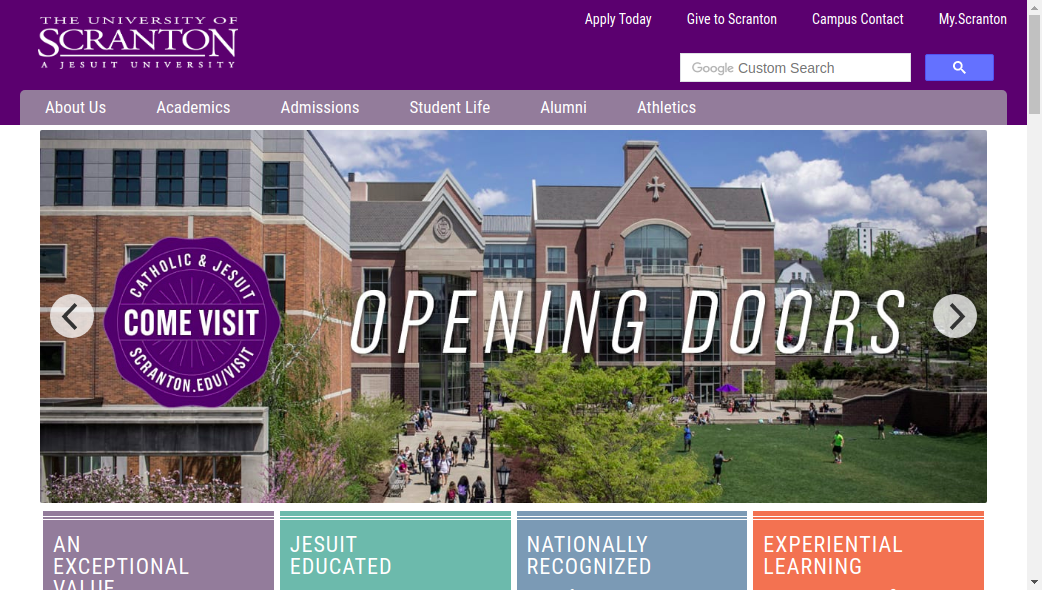 THE UNIVERSITY OF
SCRANTON
A JESUIT UNIVERSITY
Apply Today Give to Scranton Campus Contact My.Scranton
Google Custom Search
About Us Academics Admissions Student Life Alumni Athletics
CATHOLIC & JESUIT
COME VISIT
SCRANTON.EDU/VISIT
OPENING DOORS
AN
EXCEPTIONAL
VALUE
JESUIT
EDUCATED
NATIONALLY
RECOGNIZED
EXPERIENTIAL
LEARNING